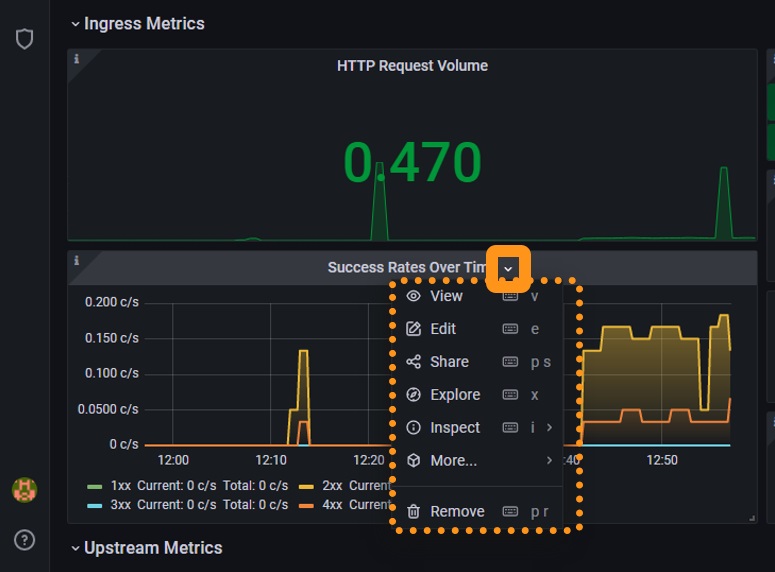 Ingress Metrics
i
HTTP Request Volume
0.470
i
Success Rates Over Tim
0.200 c/s
0.150 c/s
0.100 c/s
0.0500 c/s
0 c/s
12:00
12:10
12:20
:40
12:50
1xx Current: 0 c/s Total: 0 c/s
2xx Current
3xx Current: 0 c/s Total: 0 c/s
4xx Current
View v
Edit e
Share p s
Explore x
Inspect i
More...
Remove p r
Upstream Metrics
?